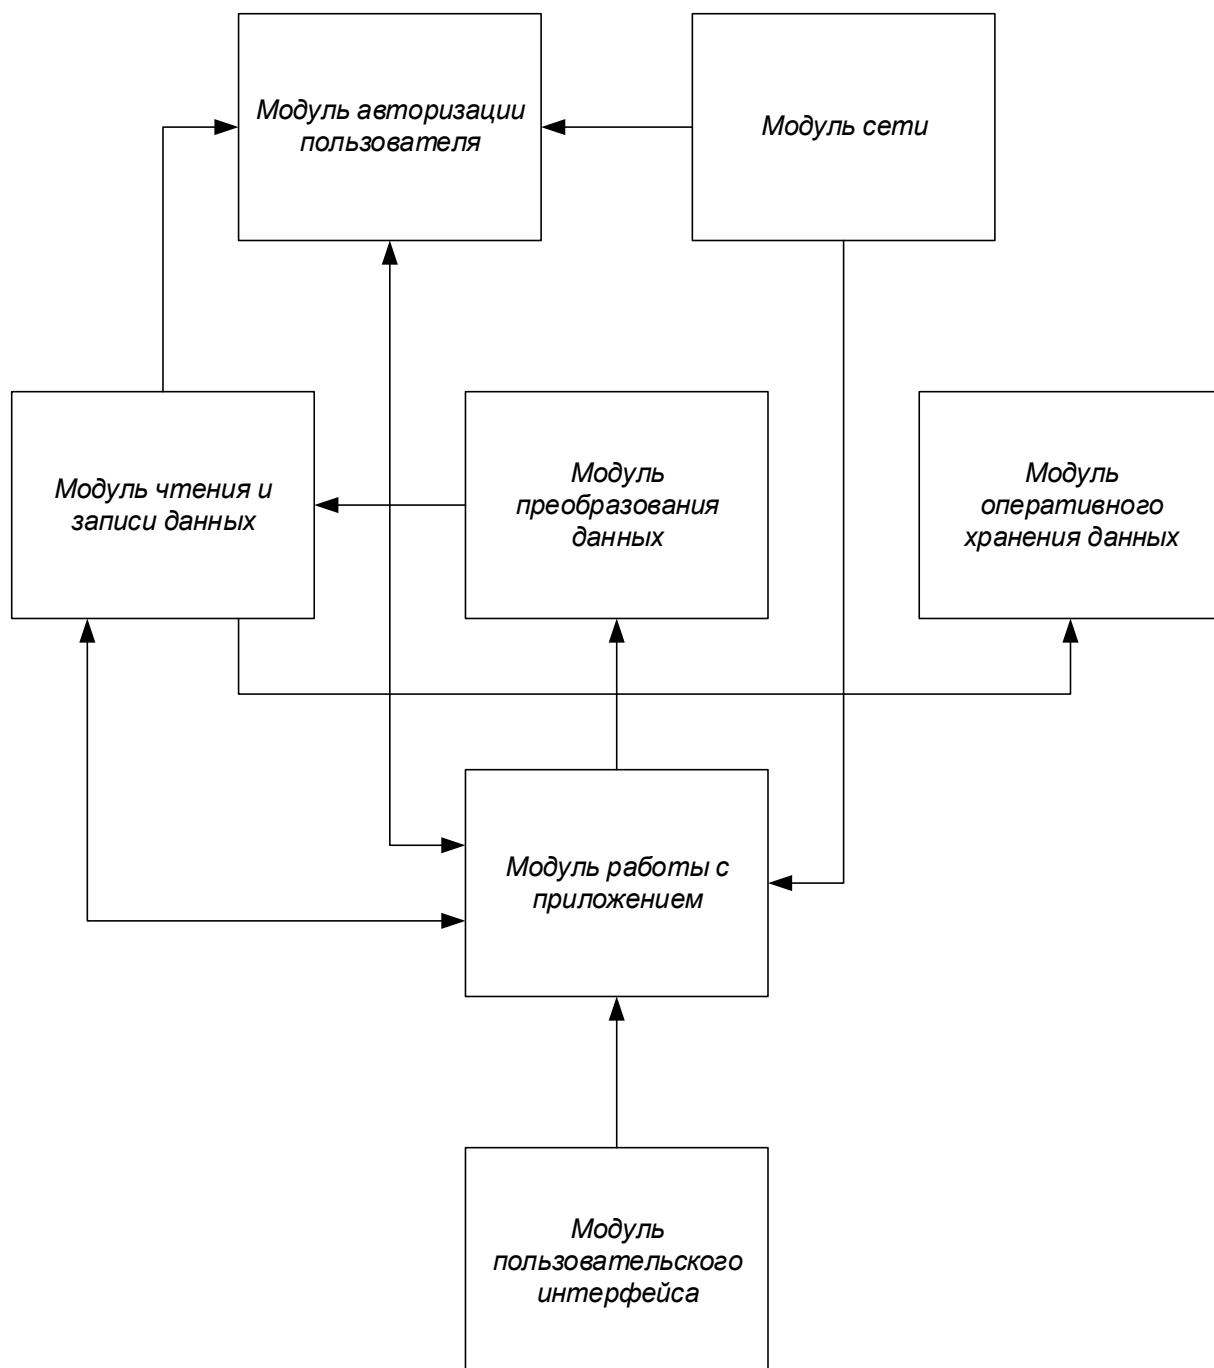 Модуль авторизации
пользователя
Модуль сети
Модуль чтения и
записи данных
Модуль
преобразования
данных
Модуль
оперативного
хранения данных
Модуль работы с
приложением
Модуль
пользовательского
интерфейса